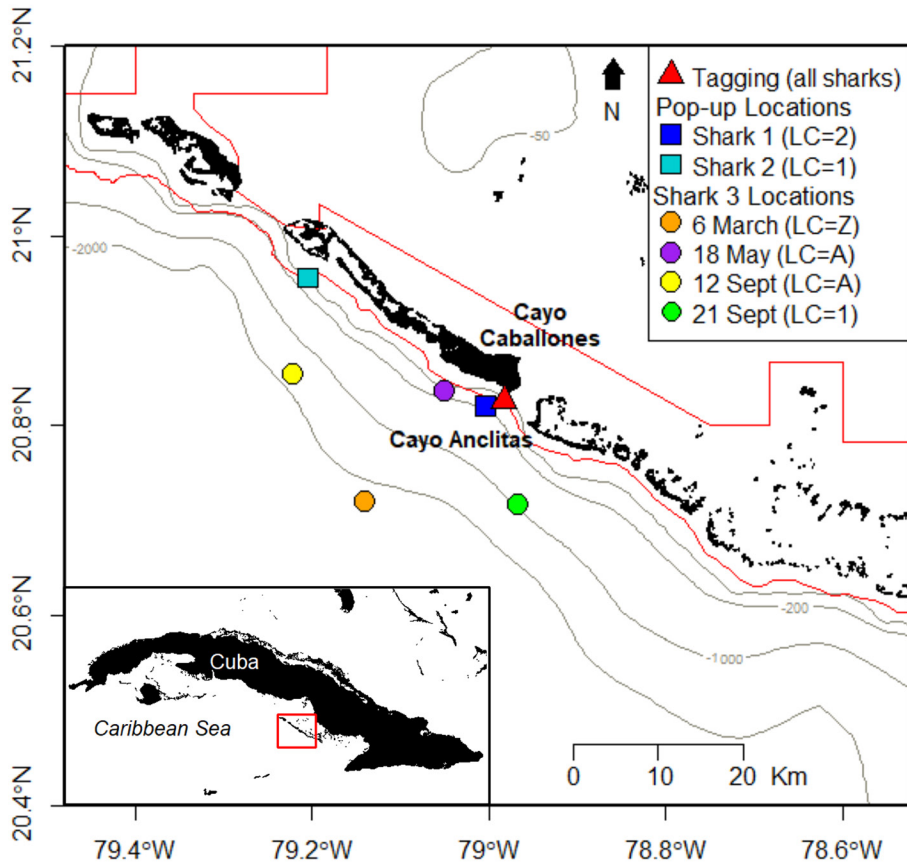 21.2°N
21°N
20.8°N
20.6°N
20.4°N
N
Tagging (all sharks)
Pop-up Locations
Shark 1 (LC=2)
Shark 2 (LC=1)
Shark 3 Locations
6 March (LC=Z)
18 May (LC=A)
12 Sept (LC=A)
21 Sept (LC=1)
-50
-2000
Cayo
Caballones
Cayo Anclitas
-200
-1000
Cuba
Caribbean Sea
0 10 20 Km
79.4°W 79.2°W 79°W 78.8°W 78.6°W